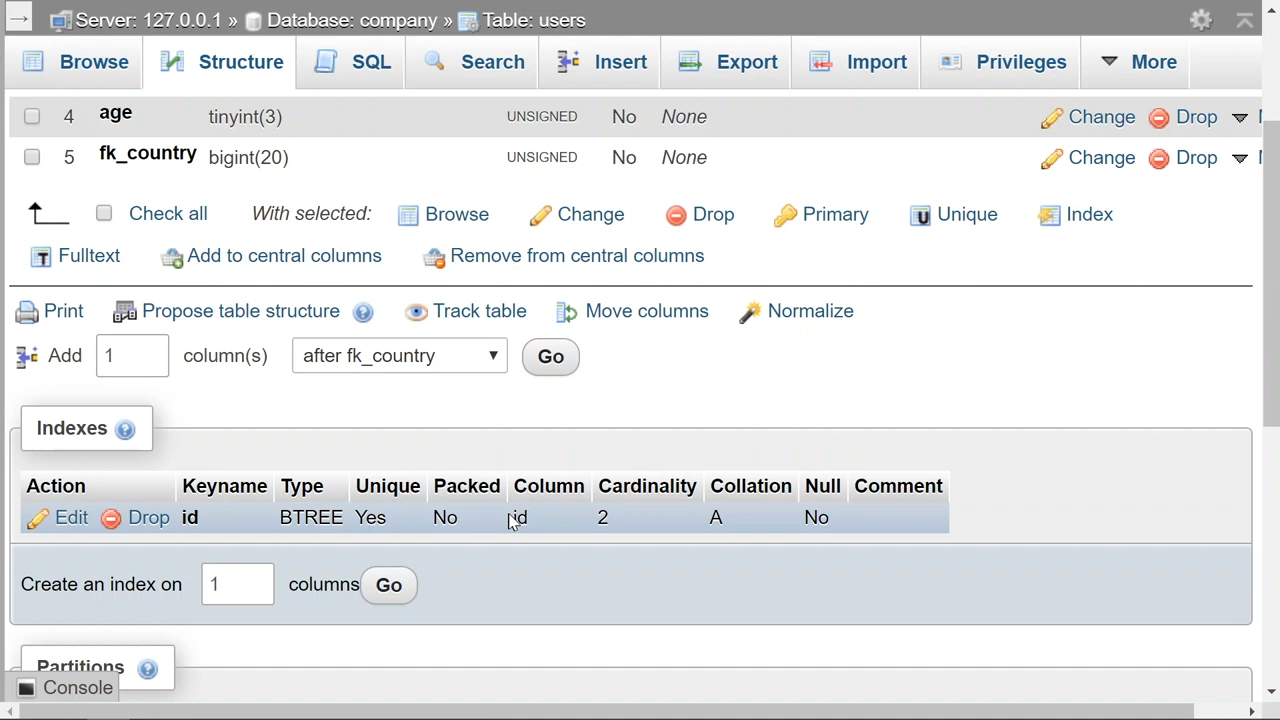 Server: 127.0.0.1 » Database: company » Table: users
Browse Structure SQL Search Insert Export Import Privileges More
4 age tinyint(3) UNSIGNED No None Change Drop
5 fk_country bigint(20) UNSIGNED No None Change Drop
Check all With selected: Browse Change Drop Primary Unique Index
Fulltext Add to central columns Remove from central columns
Print Propose table structure Track table Move columns Normalize
Add 1 column(s) after fk_country Go
Indexes
Action Keyname Type Unique Packed Column Cardinality Collation Null Comment
Edit Drop id BTREE Yes No id 2 A No
Create an index on 1 columns Go
Partitions
Console